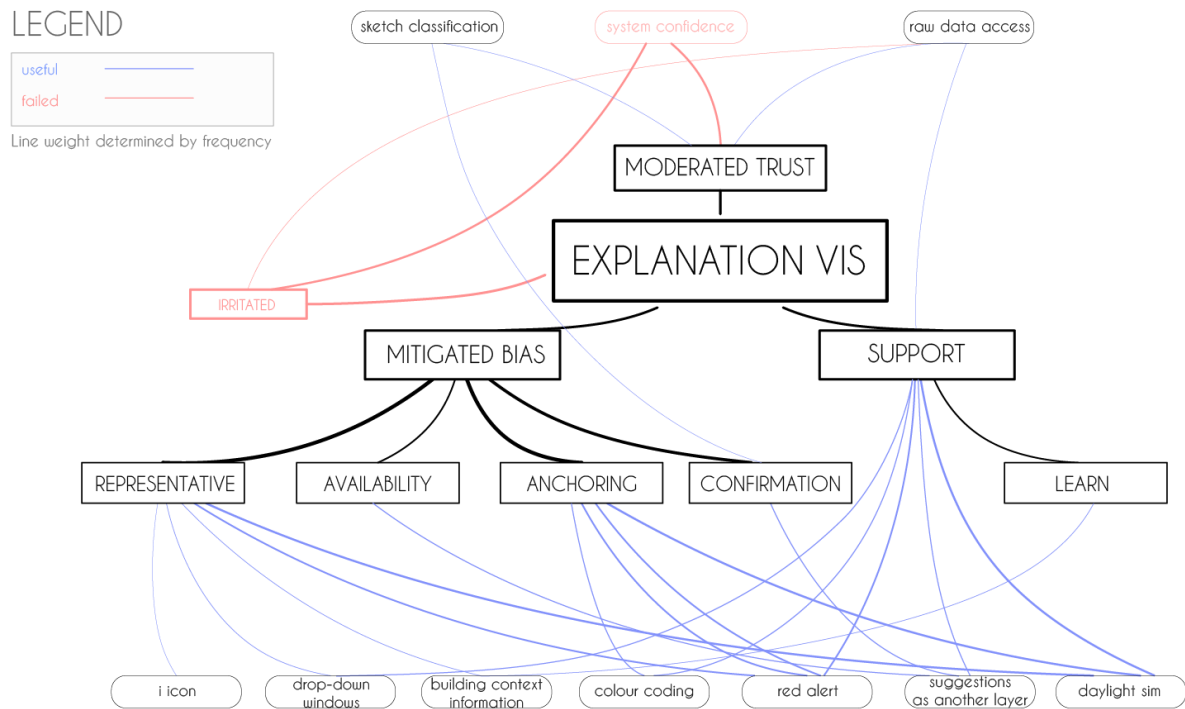 LEGEND
useful
failed
Line weight determined by frequency
sketch classification
system confidence
raw data access
MODERATED TRUST
EXPLANATION VIS
IRRITATED
MITIGATED BIAS
SUPPORT
REPRESENTATIVE
AVAILABILITY
ANCHORING
CONFIRMATION
LEARN
i icon
drop-down
windows
building context
information
colour coding
red alert
suggestions
as another layer
daylight sim